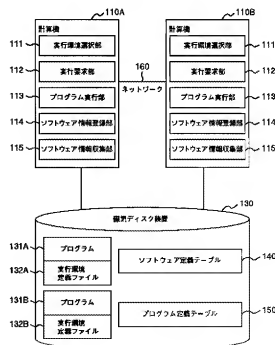 110A
110B
計算機
計算機
111
実行環境選択部
実行環境選択部
111
112
実行要求部
160
実行要求部
112
113
プログラム実行部
ネットワーク
プログラム実行部
113
114
ソフトウェア情報登録部
ソフトウェア情報登録部
114
115
ソフトウェア情報収集部
ソフトウェア情報収集部
115
130
磁気ディスク装置
131A
プログラム
132A
実行環境
定義ファイル
ソフトウェア定義テーブル
140
131B
プログラム
132B
実行環境
定義ファイル
プログラム定義テーブル
150